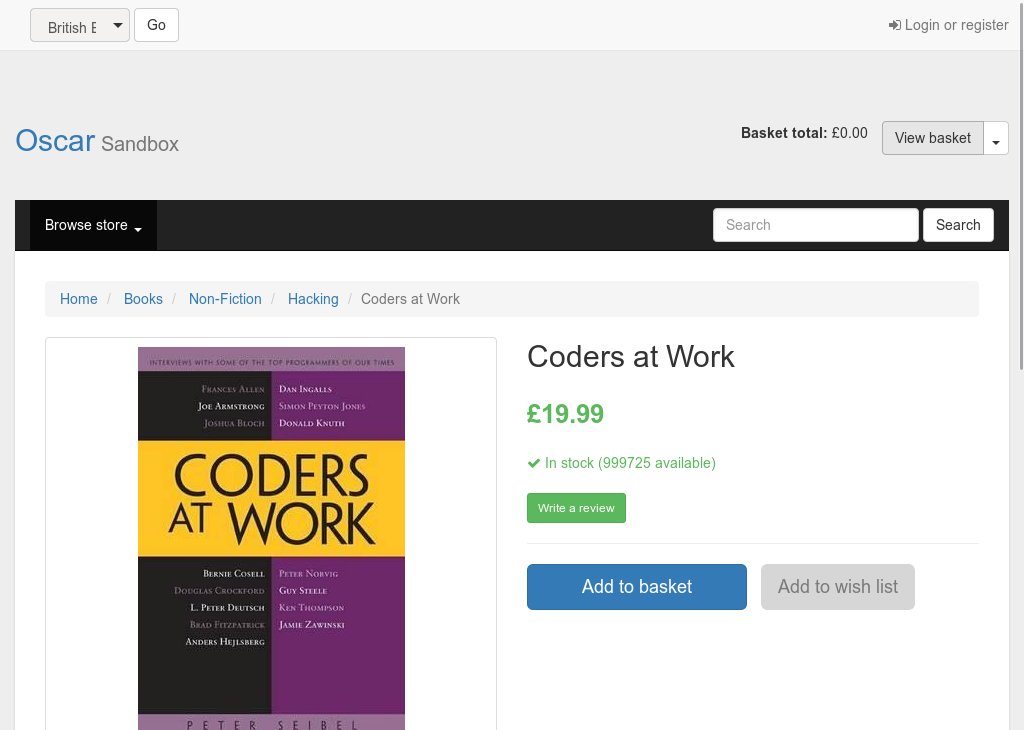 British E
Go
Login or register
Oscar Sandbox
Basket total: £0.00
View basket
Browse store
Search
Search
Home / Books / Non-Fiction / Hacking / Coders at Work
INTERVIEWS WITH SOME OF THE TOP PROGRAMMERS OF OUR TIMES
FRANCES ALLEN DAN INGALLS
JOE ARMSTRONG SIMON PEYTON JONES
JOSHUA BLOCH DONALD KNUTH
CODERS
AT WORK
BERNIE COSELL PETER NORVIG
DOUGLAS CROCKFORD GUY STEELE
L. PETER DEUTSCH KEN THOMPSON
BRAD FITZPATRICK JAMIE ZAWINSKI
ANDERS HEJLSBERG
PETER SEIBEL
Coders at Work
£19.99
In stock (999725 available)
Write a review
Add to basket
Add to wish list